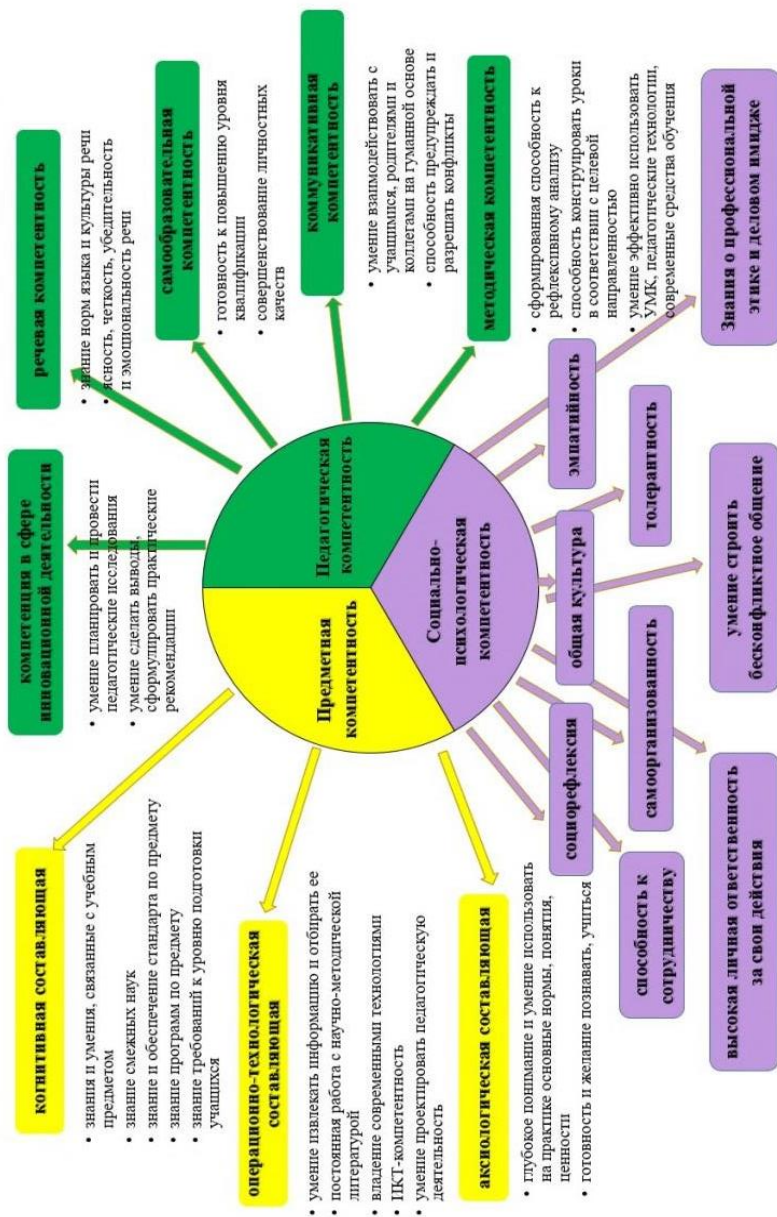 когнитивная составляющая
• знания и умения, связанные с учебным
предметом
• знание смежных наук
• знание и обеспечение стандарта по предмету
• знание программ по предмету
• знание требований к уровню подготовки
учащихся
операционно-технологическая
составляющая
• умение извлекать информацию и отбирать ее
• постоянная работа с научно-методической
литературой
• владение современными технологиями
• ИКТ-компетентность
• умение проектировать педагогическую
деятельность
аксиологическая составляющая
• глубокое понимание и умение использовать
на практике основные нормы, понятия,
ценности
• готовность и желание познавать, учиться
компетенция в сфере
инновационной деятельности
• умение планировать и провести
педагогические исследования
• умение сделать выводы,
сформулировать практические
рекомендации
речевая компетентность
• знание норм языка и культуры речи
• ясность, четкость, убедительность
и эмоциональность речи
самообразовательная
компетентность
• готовность к повышению уровня
квалификации
• совершенствование личностных
качеств
коммуникативная
компетентность
• умение взаимодействовать с
учащимися, родителями и
коллегами на гуманной основе
• способность предупреждать и
разрешать конфликты
методическая компетентность
• сформированная способность к
рефлексивному анализу
• способность конструировать уроки
в соответствии с целевой
направленностью
• умение эффективно использовать
УМК, педагогические технологии,
современные средства обучения
Предметная
компетентность
Педагогическая
компетентность
Социально-
психологическая
компетентность
социорефлексия
общая культура
эмпатийность
способность к
сотрудничеству
самоорганизованность
толерантность
высокая личная ответственность
за свои действия
умение строить
бесконфликтное общение
Знания о профессиональной
этике и деловом имидже